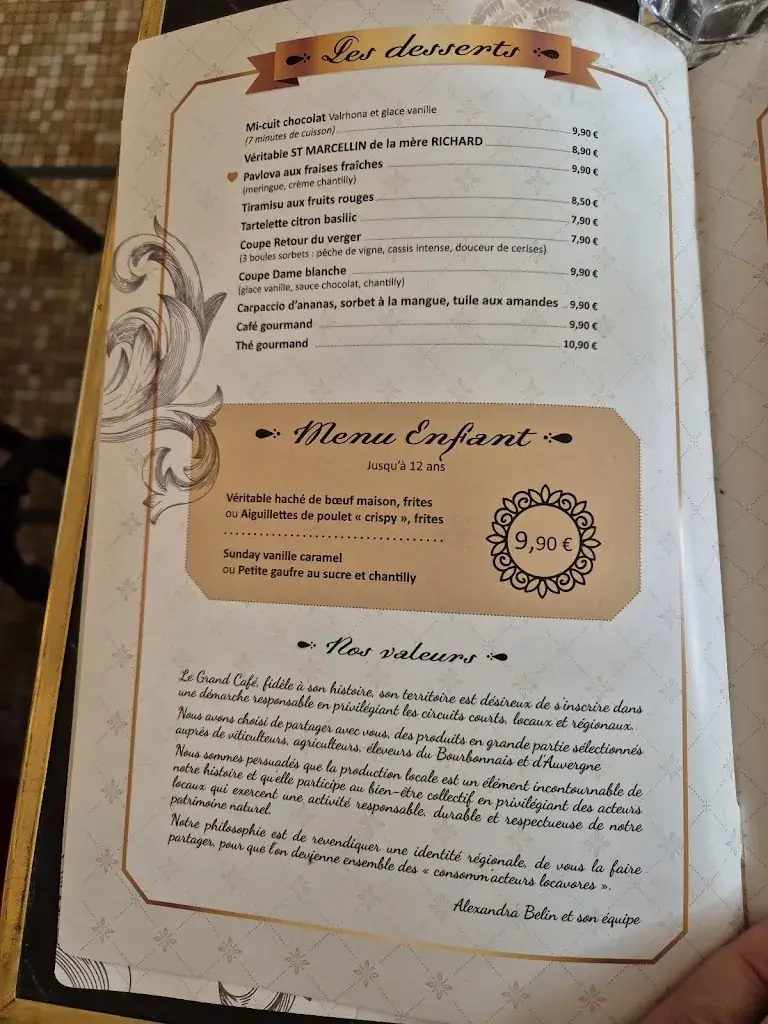 Les desserts
Mi-cuit chocolat Valrhona et glace vanille
(7 minutes de cuisson) 9,90 €
Véritable ST MARCELLIN de la mère RICHARD 8,90 €
Pavlova aux fraises fraîches 9,90 €
(meringue, crème chantilly)
Tiramisu aux fruits rouges 8,50 €
Tartelette citron basilic 7,90 €
Coupe Retour du verger 7,90 €
(3 boules sorbets : pêche de vigne, cassis intense, douceur de cerises)
Coupe Dame blanche 9,90 €
(glace vanille, sauce chocolat, chantilly)
Carpaccio d'ananas, sorbet à la mangue, tuile aux amandes 9,90 €
Café gourmand 9,90 €
Thé gourmand 10,90 €
Menu Enfant
Jusqu'à 12 ans
Véritable haché de bœuf maison, frites
ou Aiguillettes de poulet « crispy », frites
9,90 €
Sunday vanille caramel
ou Petite gaufre au sucre et chantilly
Nos valeurs
Le Grand Café, fidèle à son histoire, son territoire est désireux de s'inscrire dans
une démarche responsable en privilégiant les circuits courts, locaux et régionaux.
Nous avons choisi de partager avec vous, des produits en grande partie sélectionnés
auprès de viticulteurs, agriculteurs, éleveurs du Bourbonnais et d'Auvergne
Nous sommes persuadés que la production locale est un élément incontournable de
notre histoire et qu'elle participe au bien-être collectif en privilégiant des acteurs
locaux qui exercent une activité responsable, durable et respectueuse de notre
patrimoine naturel.
Notre philosophie est de revendiquer une identité régionale, de vous la faire
partager, pour que l'on devienne ensemble des « consomm'acteurs locavores ».
Alexandra Belin et son équipe